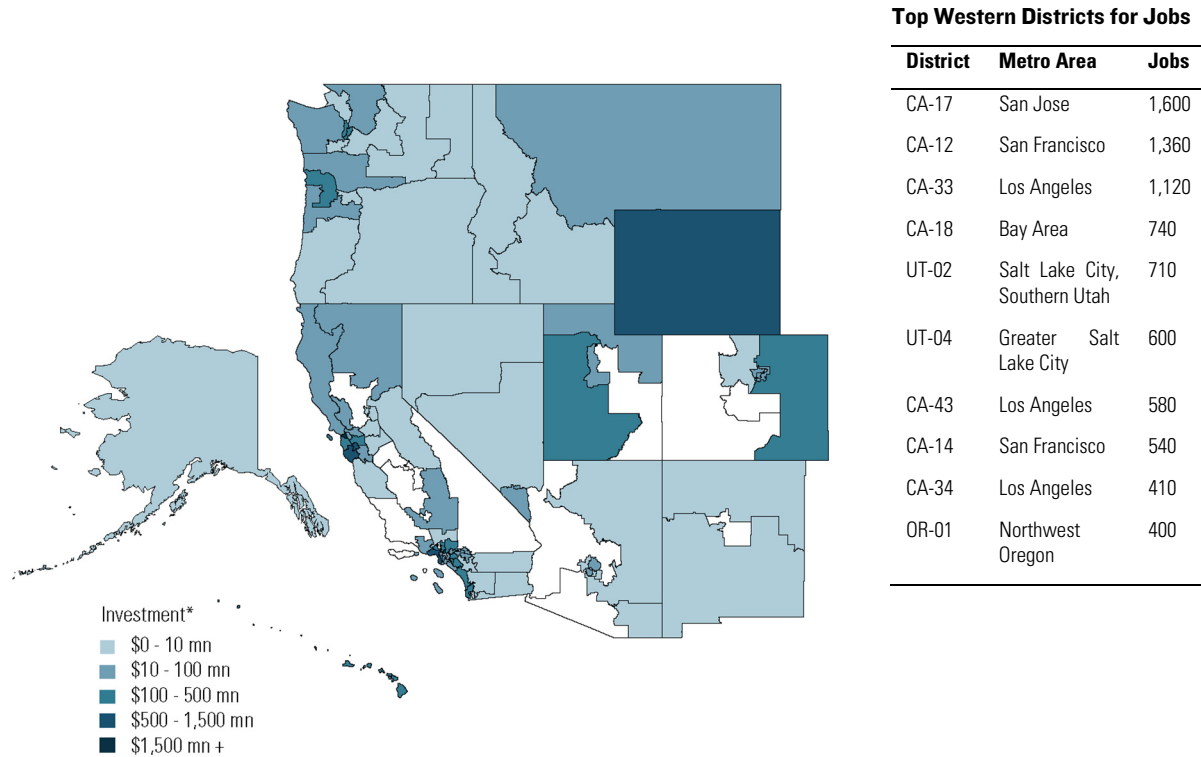 Top Western Districts for Jobs
District Metro Area Jobs
CA-17 San Jose 1,600
CA-12 San Francisco 1,360
CA-33 Los Angeles 1,120
CA-18 Bay Area 740
UT-02 Salt Lake City, 710
Southern Utah
UT-04 Greater Salt 600
Lake City
CA-43 Los Angeles 580
CA-14 San Francisco 540
CA-34 Los Angeles 410
OR-01 Northwest 400
Oregon
Investment*
$0 - 10 mn
$10 - 100 mn
$100 - 500 mn
$500 - 1,500 mn
$1,500 mn +